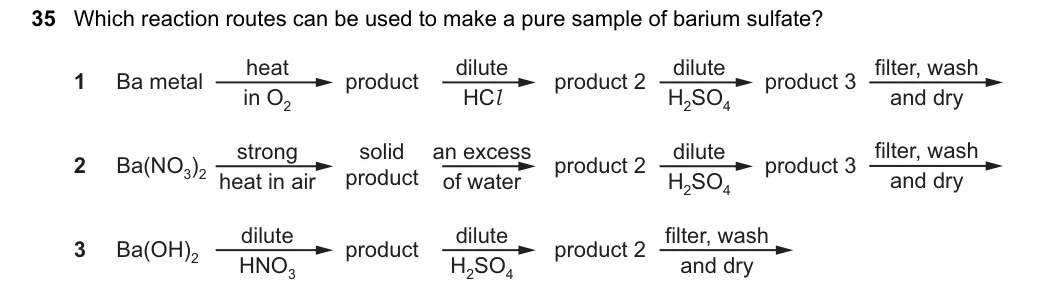 35 Which reaction routes can be used to make a pure sample of barium sulfate?
1 Ba metal heat in O₂ product dilute HCl product 2 dilute H₂SO₄ product 3 filter, wash and dry
2 Ba(NO₃)₂ strong heat in air solid product an excess of water product 2 dilute H₂SO₄ product 3 filter, wash and dry
3 Ba(OH)₂ dilute HNO₃ product dilute H₂SO₄ product 2 filter, wash and dry